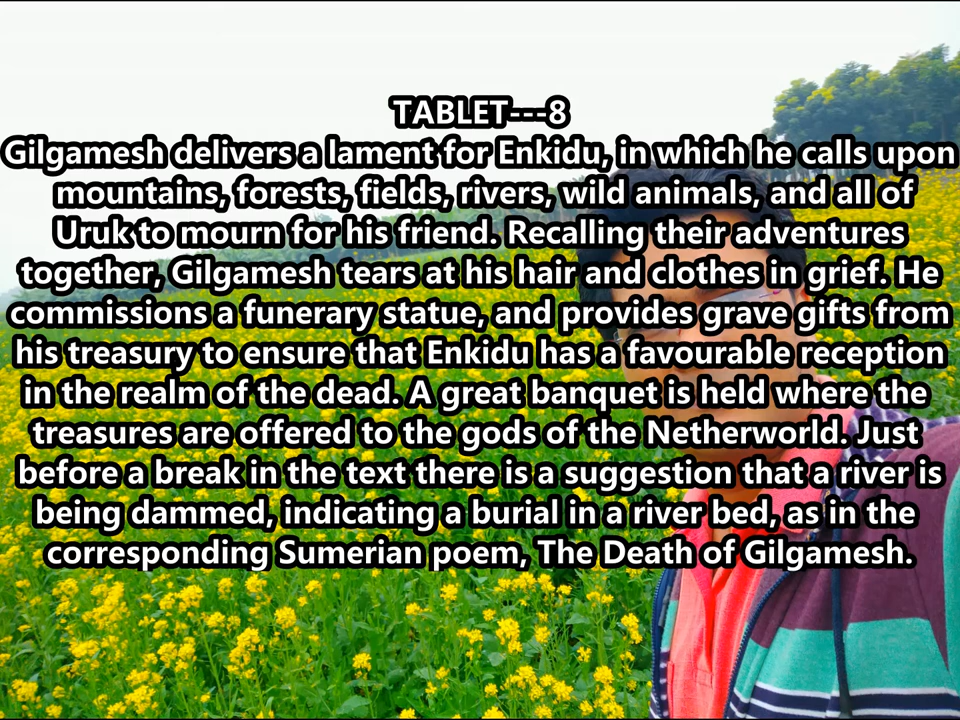 TABLET---8
Gilgamesh delivers a lament for Enkidu, in which he calls upon
mountains, forests, fields, rivers, wild animals, and all of
Uruk to mourn for his friend. Recalling their adventures
together, Gilgamesh tears at his hair and clothes in grief. He
commissions a funerary statue, and provides grave gifts from
his treasury to ensure that Enkidu has a favourable reception
in the realm of the dead. A great banquet is held where the
treasures are offered to the gods of the Netherworld. Just
before a break in the text there is a suggestion that a river is
being dammed, indicating a burial in a river bed, as in the
corresponding Sumerian poem, The Death of Gilgamesh.